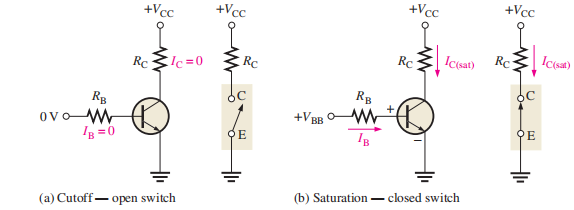 +VCC +VCC +VCC +VCC
RC IC = 0 RC RC IC(sat) RC IC(sat)
RB C RB C
0 V +VBB +
IB = 0 E IB – E
(a) Cutoff — open switch (b) Saturation — closed switch